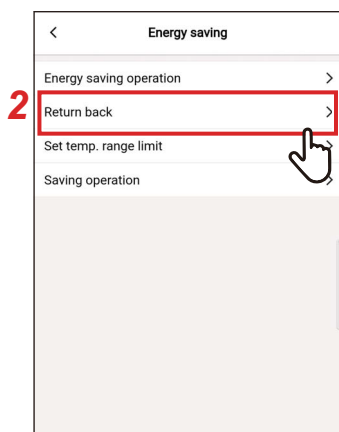 Energy saving
Energy saving operation
2
Return back
Set temp. range limit
Saving operation